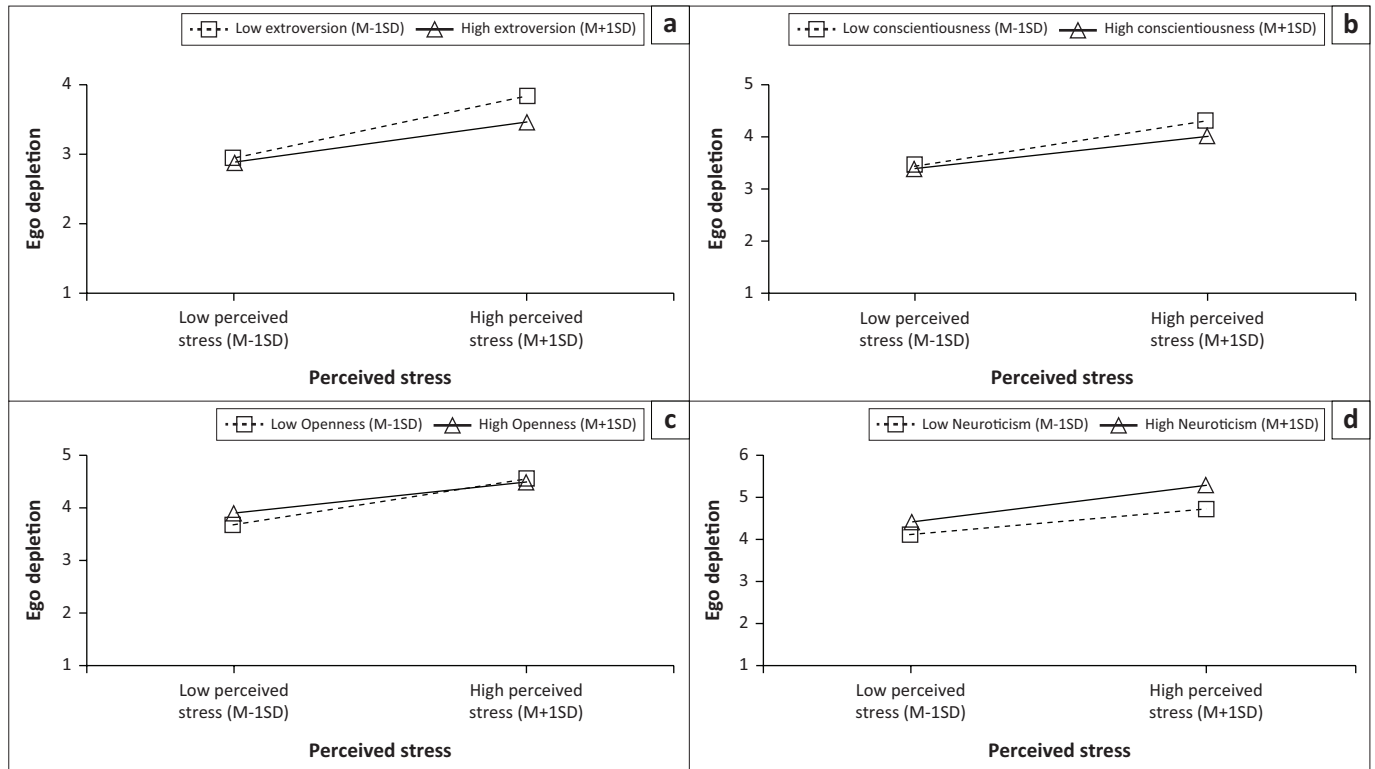 Low extroversion (M-1SD) High extroversion (M+1SD)
a
4
3
2
1
Ego depletion
Low perceived
stress (M-1SD)
High perceived
stress (M+1SD)
Perceived stress
Low conscientiousness (M-1SD) High conscientiousness (M+1SD)
b
5
4
3
2
1
Ego depletion
Low perceived
stress (M-1SD)
High perceived
stress (M+1SD)
Perceived stress
Low Openness (M-1SD) High Openness (M+1SD)
c
5
4
3
2
1
Ego depletion
Low perceived
stress (M-1SD)
High perceived
stress (M+1SD)
Perceived stress
Low Neuroticism (M-1SD) High Neuroticism (M+1SD)
d
6
5
4
3
2
1
Ego depletion
Low perceived
stress (M-1SD)
High perceived
stress (M+1SD)
Perceived stress